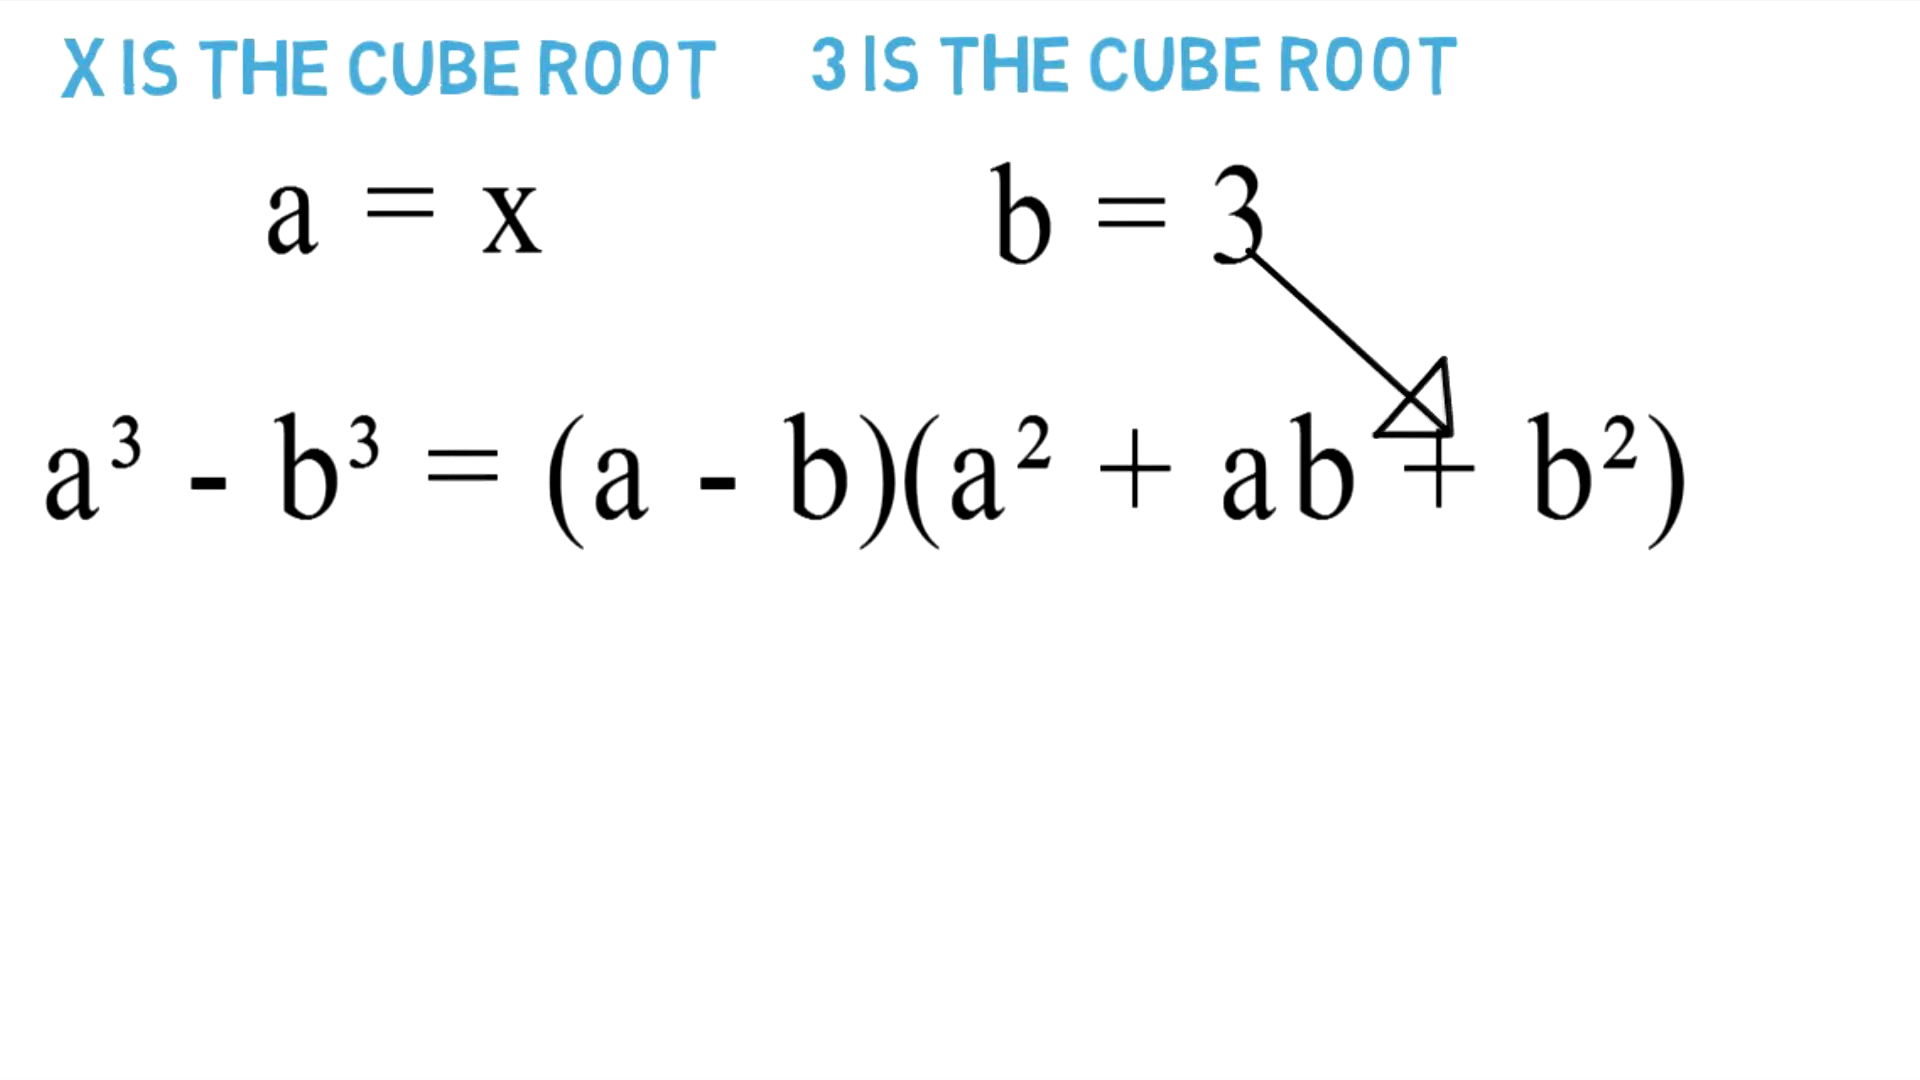 X IS THE CUBE ROOT 3 IS THE CUBE ROOT
a = x b = 3
a³ - b³ = (a - b)(a² + ab + b²)